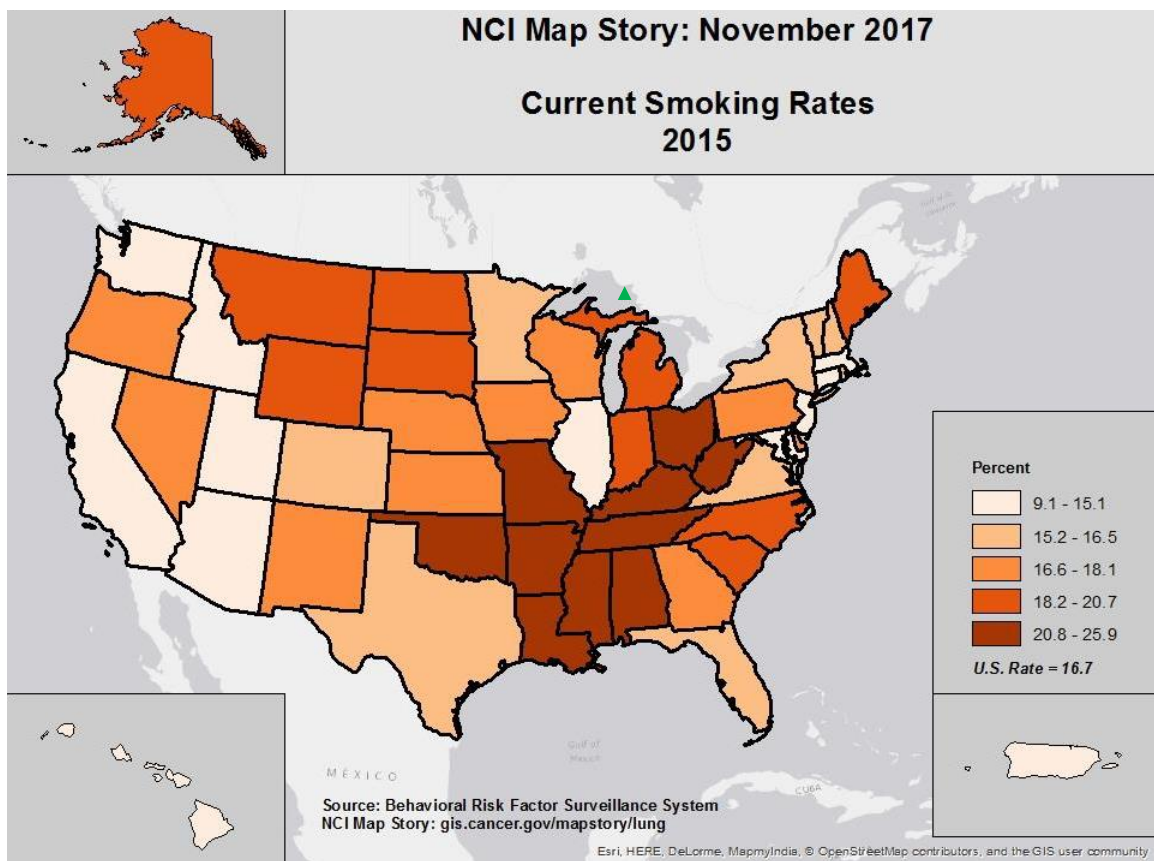 NCI Map Story: November 2017
Current Smoking Rates
2015
Percent
9.1 - 15.1
15.2 - 16.5
16.6 - 18.1
18.2 - 20.7
20.8 - 25.9
U.S. Rate = 16.7
Gulf of
Mexico
MÉXICO
CUBA
Source: Behavioral Risk Factor Surveillance System
NCI Map Story: gis.cancer.gov/mapstory/lung
Esri, HERE, DeLorme, MapmyIndia, © OpenStreetMap contributors, and the GIS user community